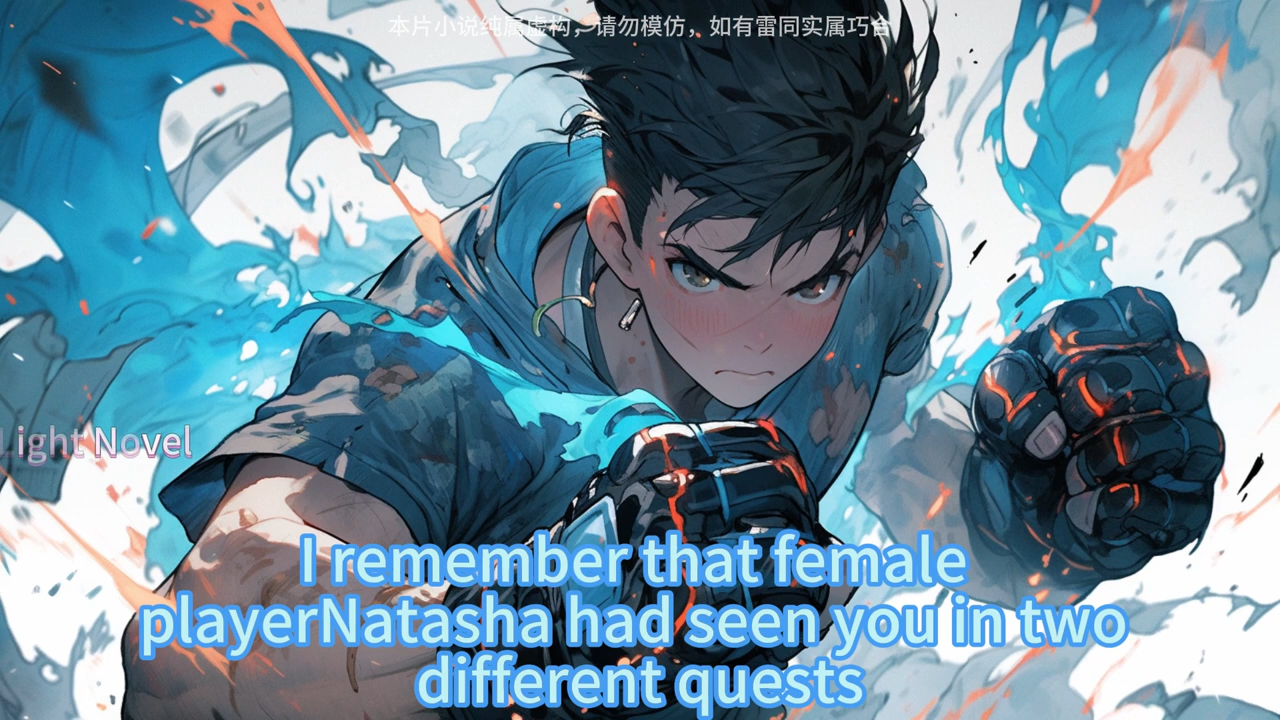 本片小说纯属虚构，请勿模仿，如有雷同实属巧合
Light Novel
I remember that female
playerNatasha had seen you in two
different quests